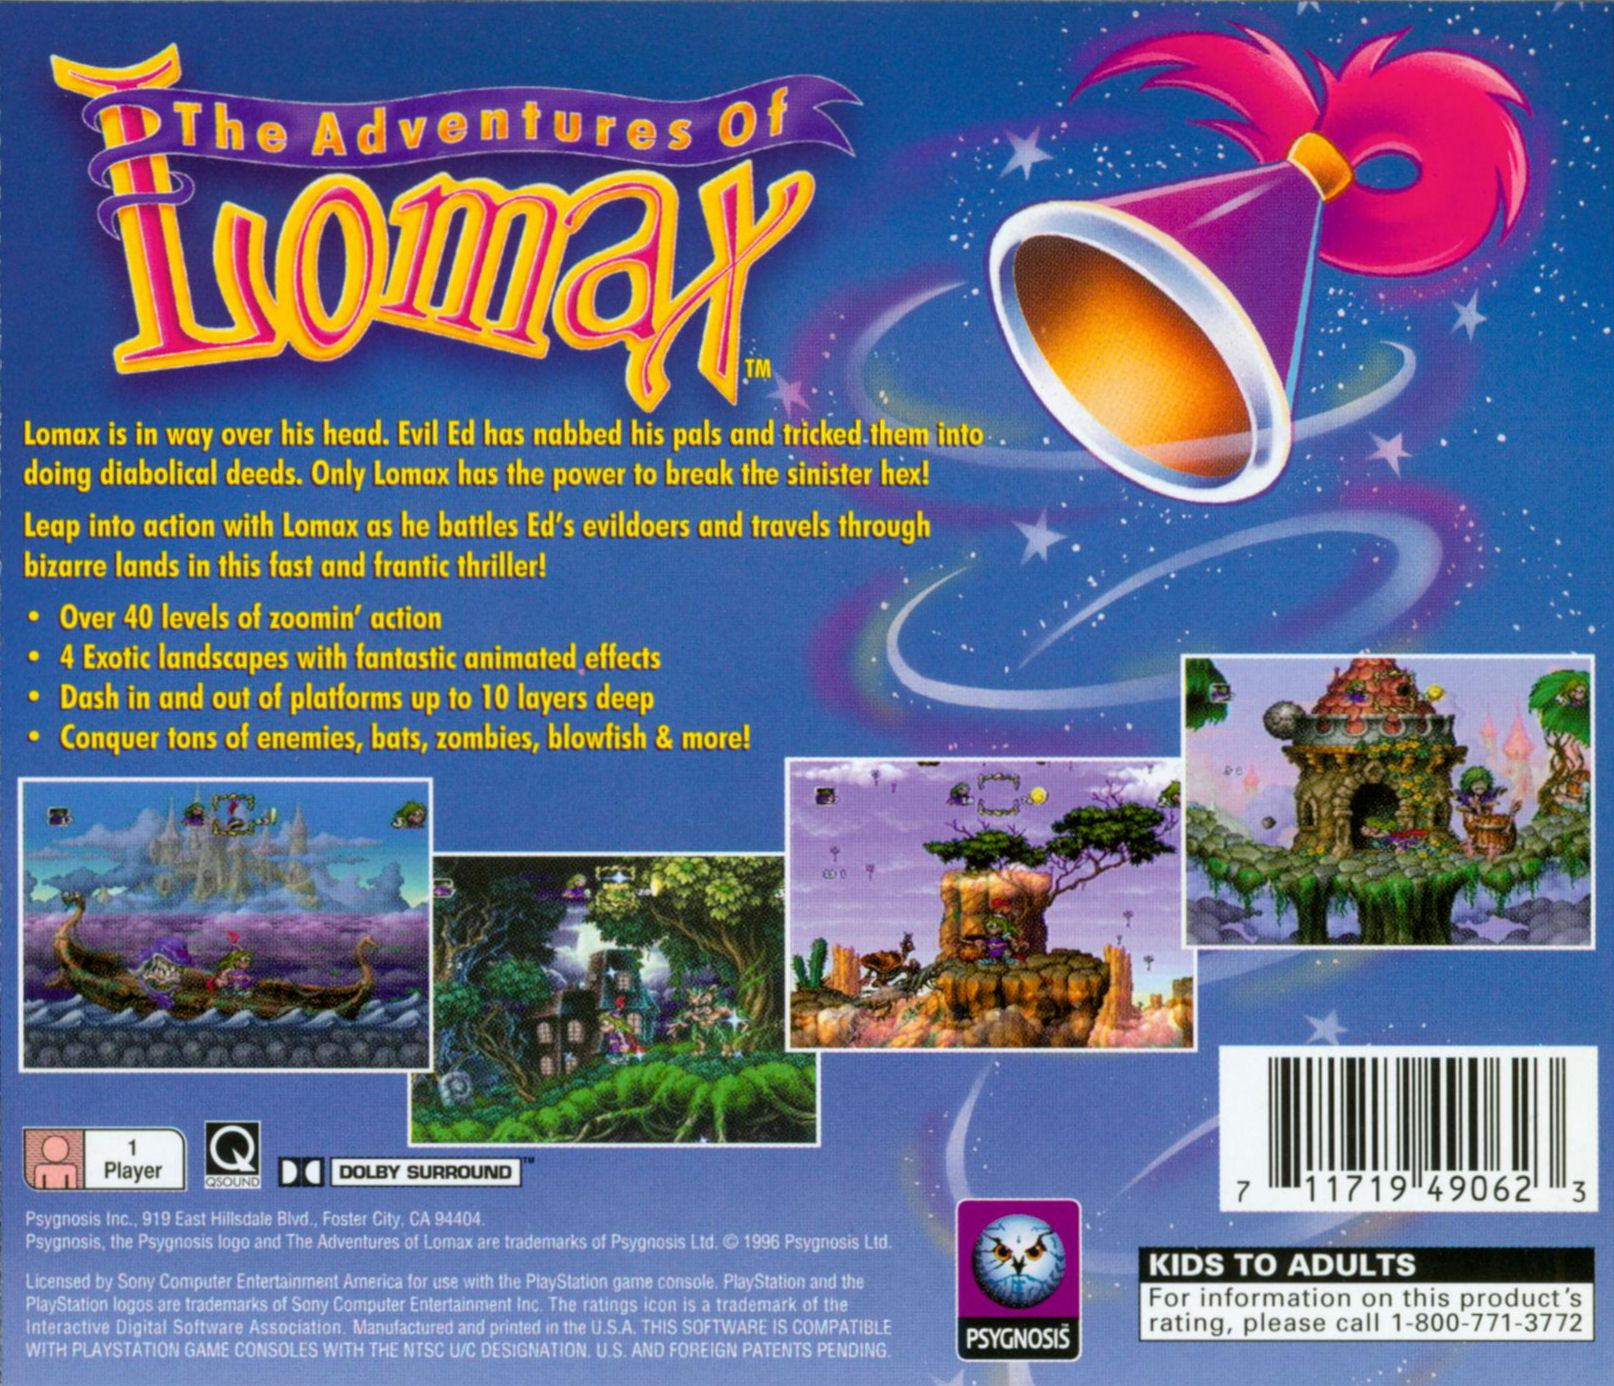 The Adventures Of
Lomax
TM
Lomax is in way over his head. Evil Ed has nabbed his pals and tricked them into
doing diabolical deeds. Only Lomax has the power to break the sinister hex!
Leap into action with Lomax as he battles Ed's evildoers and travels through
bizarre lands in this fast and frantic thriller!
• Over 40 levels of zoomin' action
• 4 Exotic landscapes with fantastic animated effects
• Dash in and out of platforms up to 10 layers deep
• Conquer tons of enemies, bats, zombies, blowfish & more!
1
Player
Q
QSOUND
DOLBY SURROUND™
Psygnosis Inc., 919 East Hillsdale Blvd., Foster City, CA 94404.
Psygnosis, the Psygnosis logo and The Adventures of Lomax are trademarks of Psygnosis Ltd. © 1996 Psygnosis Ltd.
Licensed by Sony Computer Entertainment America for use with the PlayStation game console. PlayStation and the
PlayStation logos are trademarks of Sony Computer Entertainment Inc. The ratings icon is a trademark of the
Interactive Digital Software Association. Manufactured and printed in the U.S.A. THIS SOFTWARE IS COMPATIBLE
WITH PLAYSTATION GAME CONSOLES WITH THE NTSC U/C DESIGNATION. U.S. AND FOREIGN PATENTS PENDING.
PSYGNOSIS™
7 11719 49062 3
KIDS TO ADULTS
For information on this product's
rating, please call 1-800-771-3772